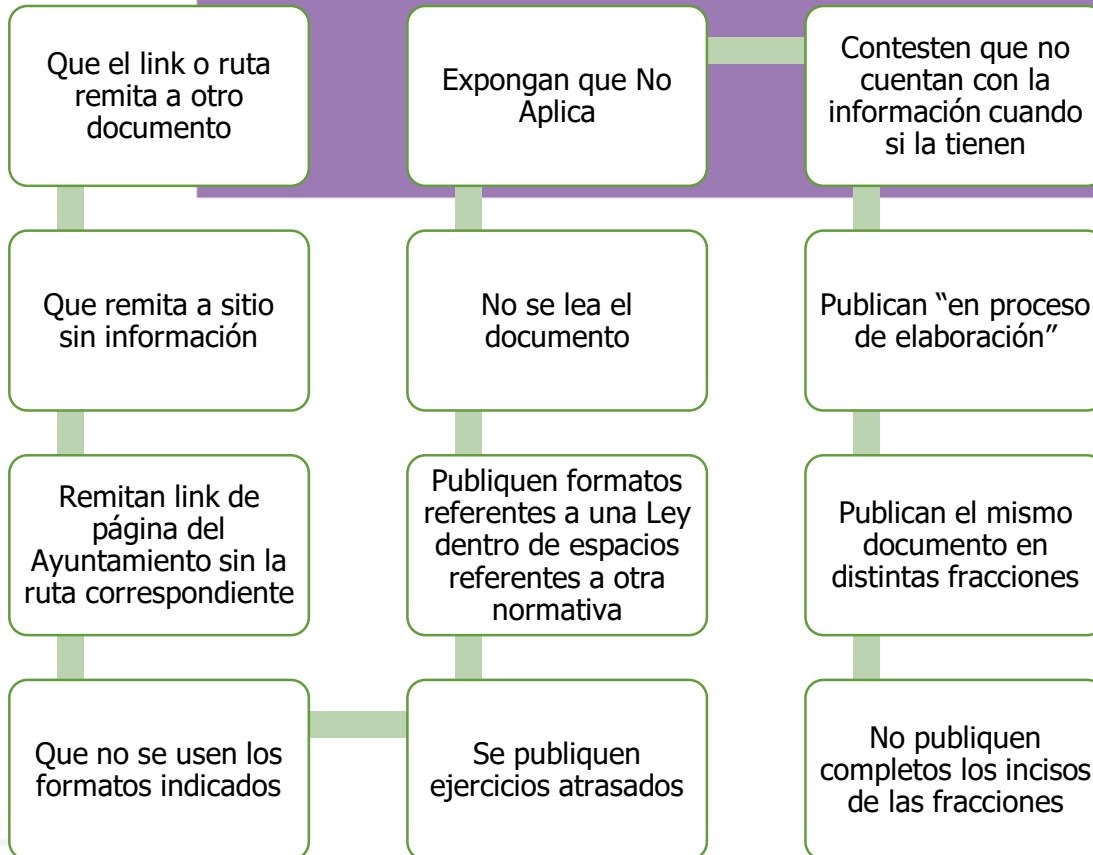 Que el link o ruta
remita a otro
documento
Que remita a sitio
sin información
Remitan link de
página del
Ayuntamiento sin la
ruta correspondiente
Que no se usen los
formatos indicados
Se publiquen
ejercicios atrasados
Publiquen formatos
referentes a una Ley
dentro de espacios
referentes a otra
normativa
No se lea el
documento
Expongan que No
Aplica
Contesten que no
cuentan con la
información cuando
si la tienen
Publican “en proceso
de elaboración”
Publican el mismo
documento en
distintas fracciones
No publiquen
completos los incisos
de las fracciones